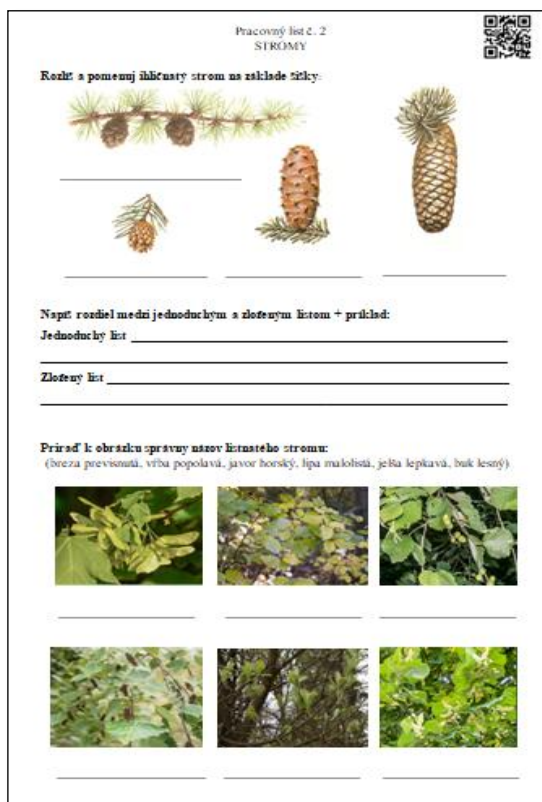 Pracovný list č. 2
STROMY
Rozlíš a pomenuj ihličnatý strom na základe šišky:
Napíš rozdiel medzi jednoduchým a zloženým listom + príklad:
Jednoduchý list
Zložený list
Priraď k obrázku správny názov listnatého stromu:
(breza previsnutá, vŕba popolavá, javor horský, lipa malolistá, jelša lepkavá, buk lesný)